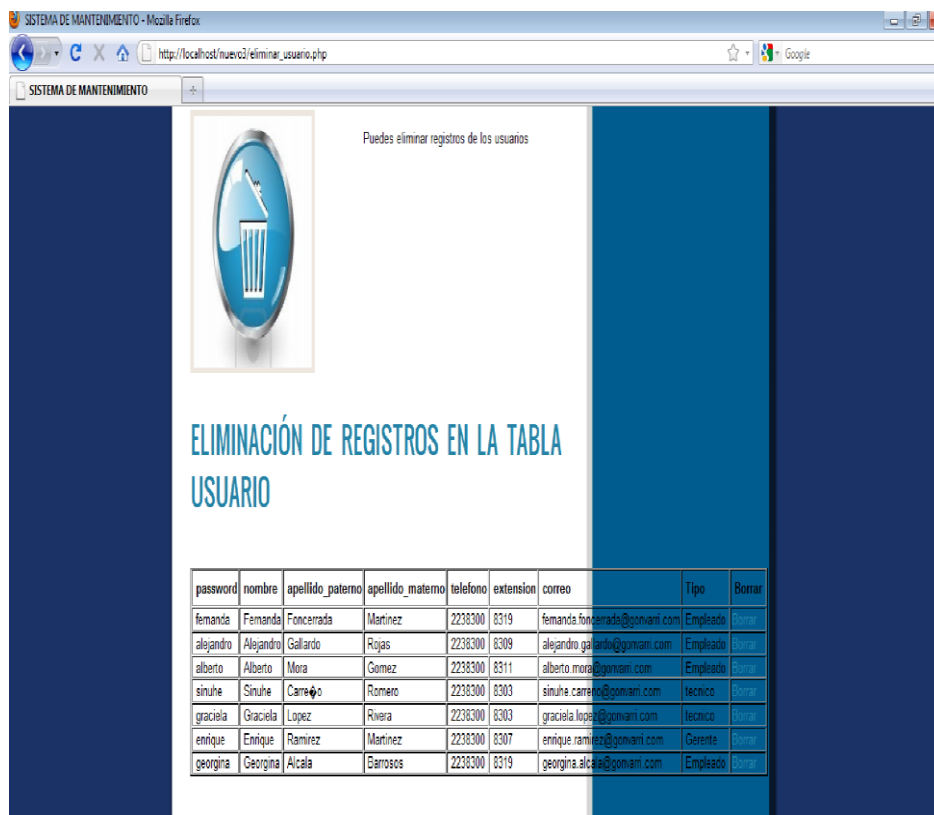 SISTEMA DE MANTENIMIENTO - Mozilla Firefox
http://localhost/nuevo3/eliminar_usuario.php
Google
SISTEMA DE MANTENIMIENTO
Puedes eliminar registros de los usuarios
ELIMINACIÓN DE REGISTROS EN LA TABLA
USUARIO
password nombre apellido_paterno apellido_materno telefono extension correo Tipo Borrar
fernanda Fernanda Foncerrada Martinez 2238300 8319 fernanda.foncerrada@gonvarri.com Empleado Borrar
alejandro Alejandro Gallardo Rojas 2238300 8309 alejandro.gallardo@gonvarri.com Empleado Borrar
alberto Alberto Mora Gomez 2238300 8311 alberto.mora@gonvarri.com Empleado Borrar
sinuhe Sinuhe Carre�o Romero 2238300 8303 sinuhe.carreno@gonvarri.com tecnico Borrar
graciela Graciela Lopez Rivera 2238300 8303 graciela.lopez@gonvarri.com tecnico Borrar
enrique Enrique Ramirez Martinez 2238300 8307 enrique.ramirez@gonvarri.com Gerente Borrar
georgina Georgina Alcala Barrosos 2238300 8319 georgina.alcala@gonvarri.com Empleado Borrar